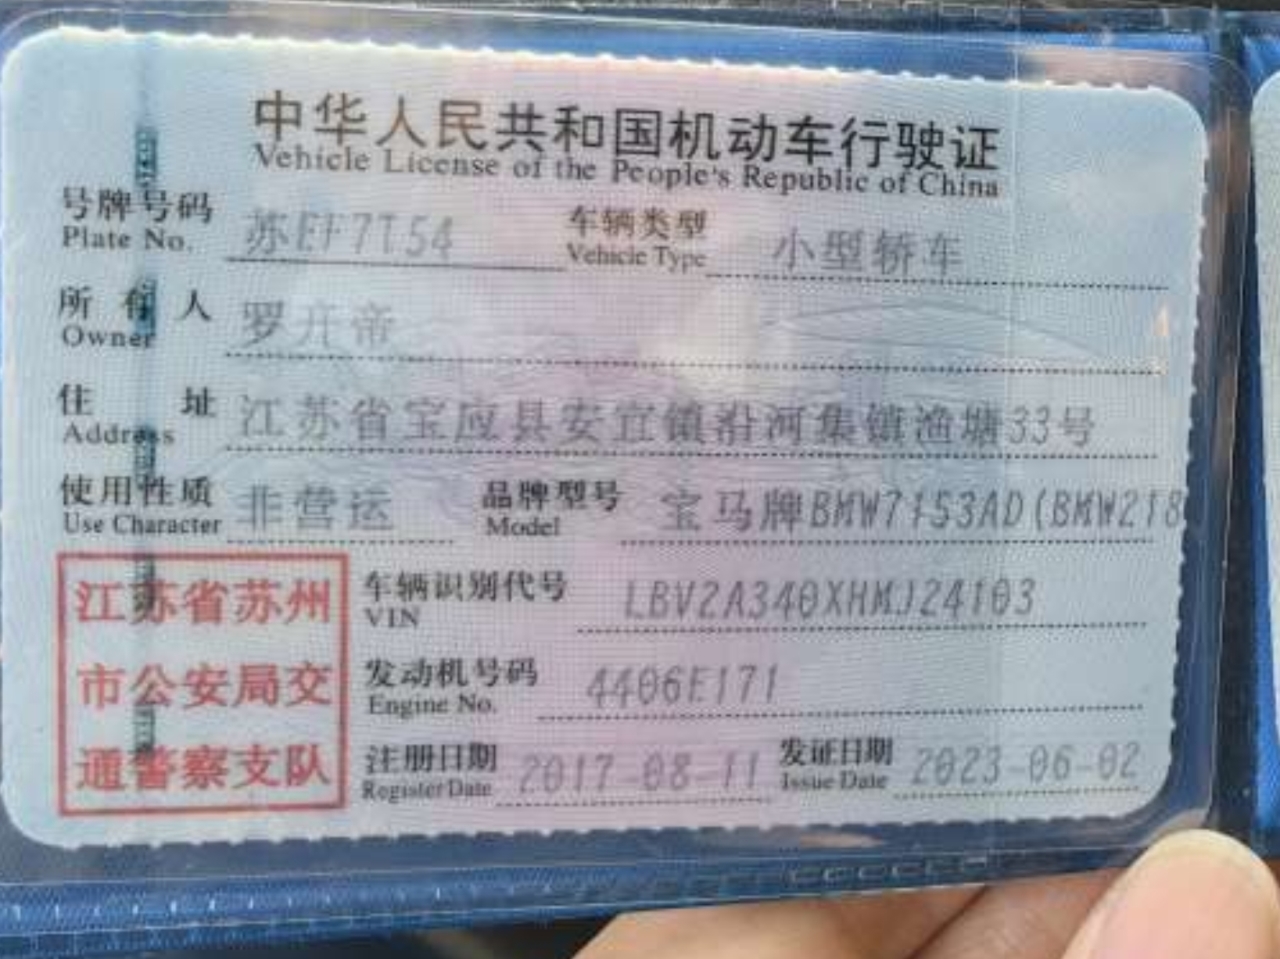 中华人民共和国机动车行驶证
Vehicle License of the People's Republic of China
号牌号码 苏EF7T54 车辆类型 小型轿车
Plate No. Vehicle Type
所有人 罗开帝
Owner
住址 江苏省宝应县安宜镇沿河集镇渔塘33号
Address
使用性质 非营运 品牌型号 宝马牌BMW7153AD(BMW218
Use Character Model
江苏省苏州
市公安局交
通警察支队
车辆识别代号 LBV2A340XHMJ24103
VIN
发动机号码 4406E171
Engine No.
注册日期 2017-08-11 发证日期 2023-06-02
Register Date Issue Date